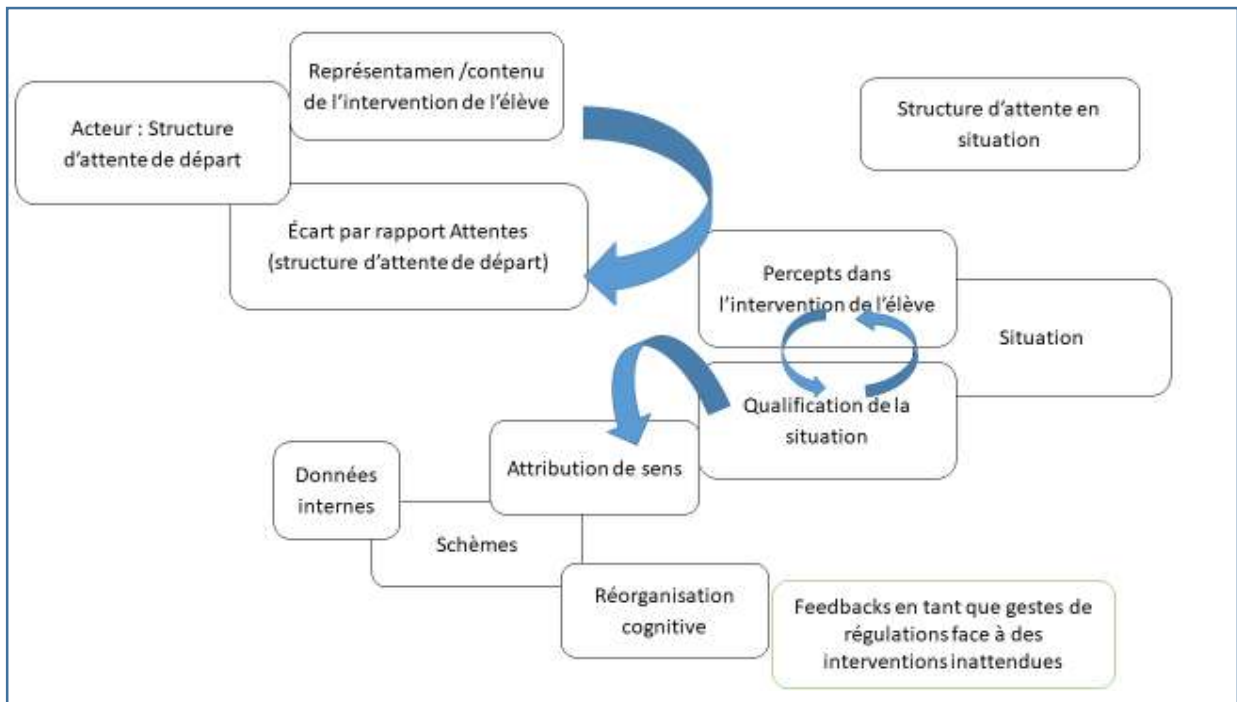 Représentamen /contenu
de l'intervention de l'élève
Acteur : Structure
d'attente de départ
Structure d'attente en
situation
Écart par rapport Attentes
(structure d'attente de départ)
Percepts dans
l'intervention de l'élève
Situation
Qualification de la
situation
Attribution de sens
Données
internes
Schèmes
Réorganisation
cognitive
Feedbacks en tant que gestes de
régulations face à des
interventions inattendues